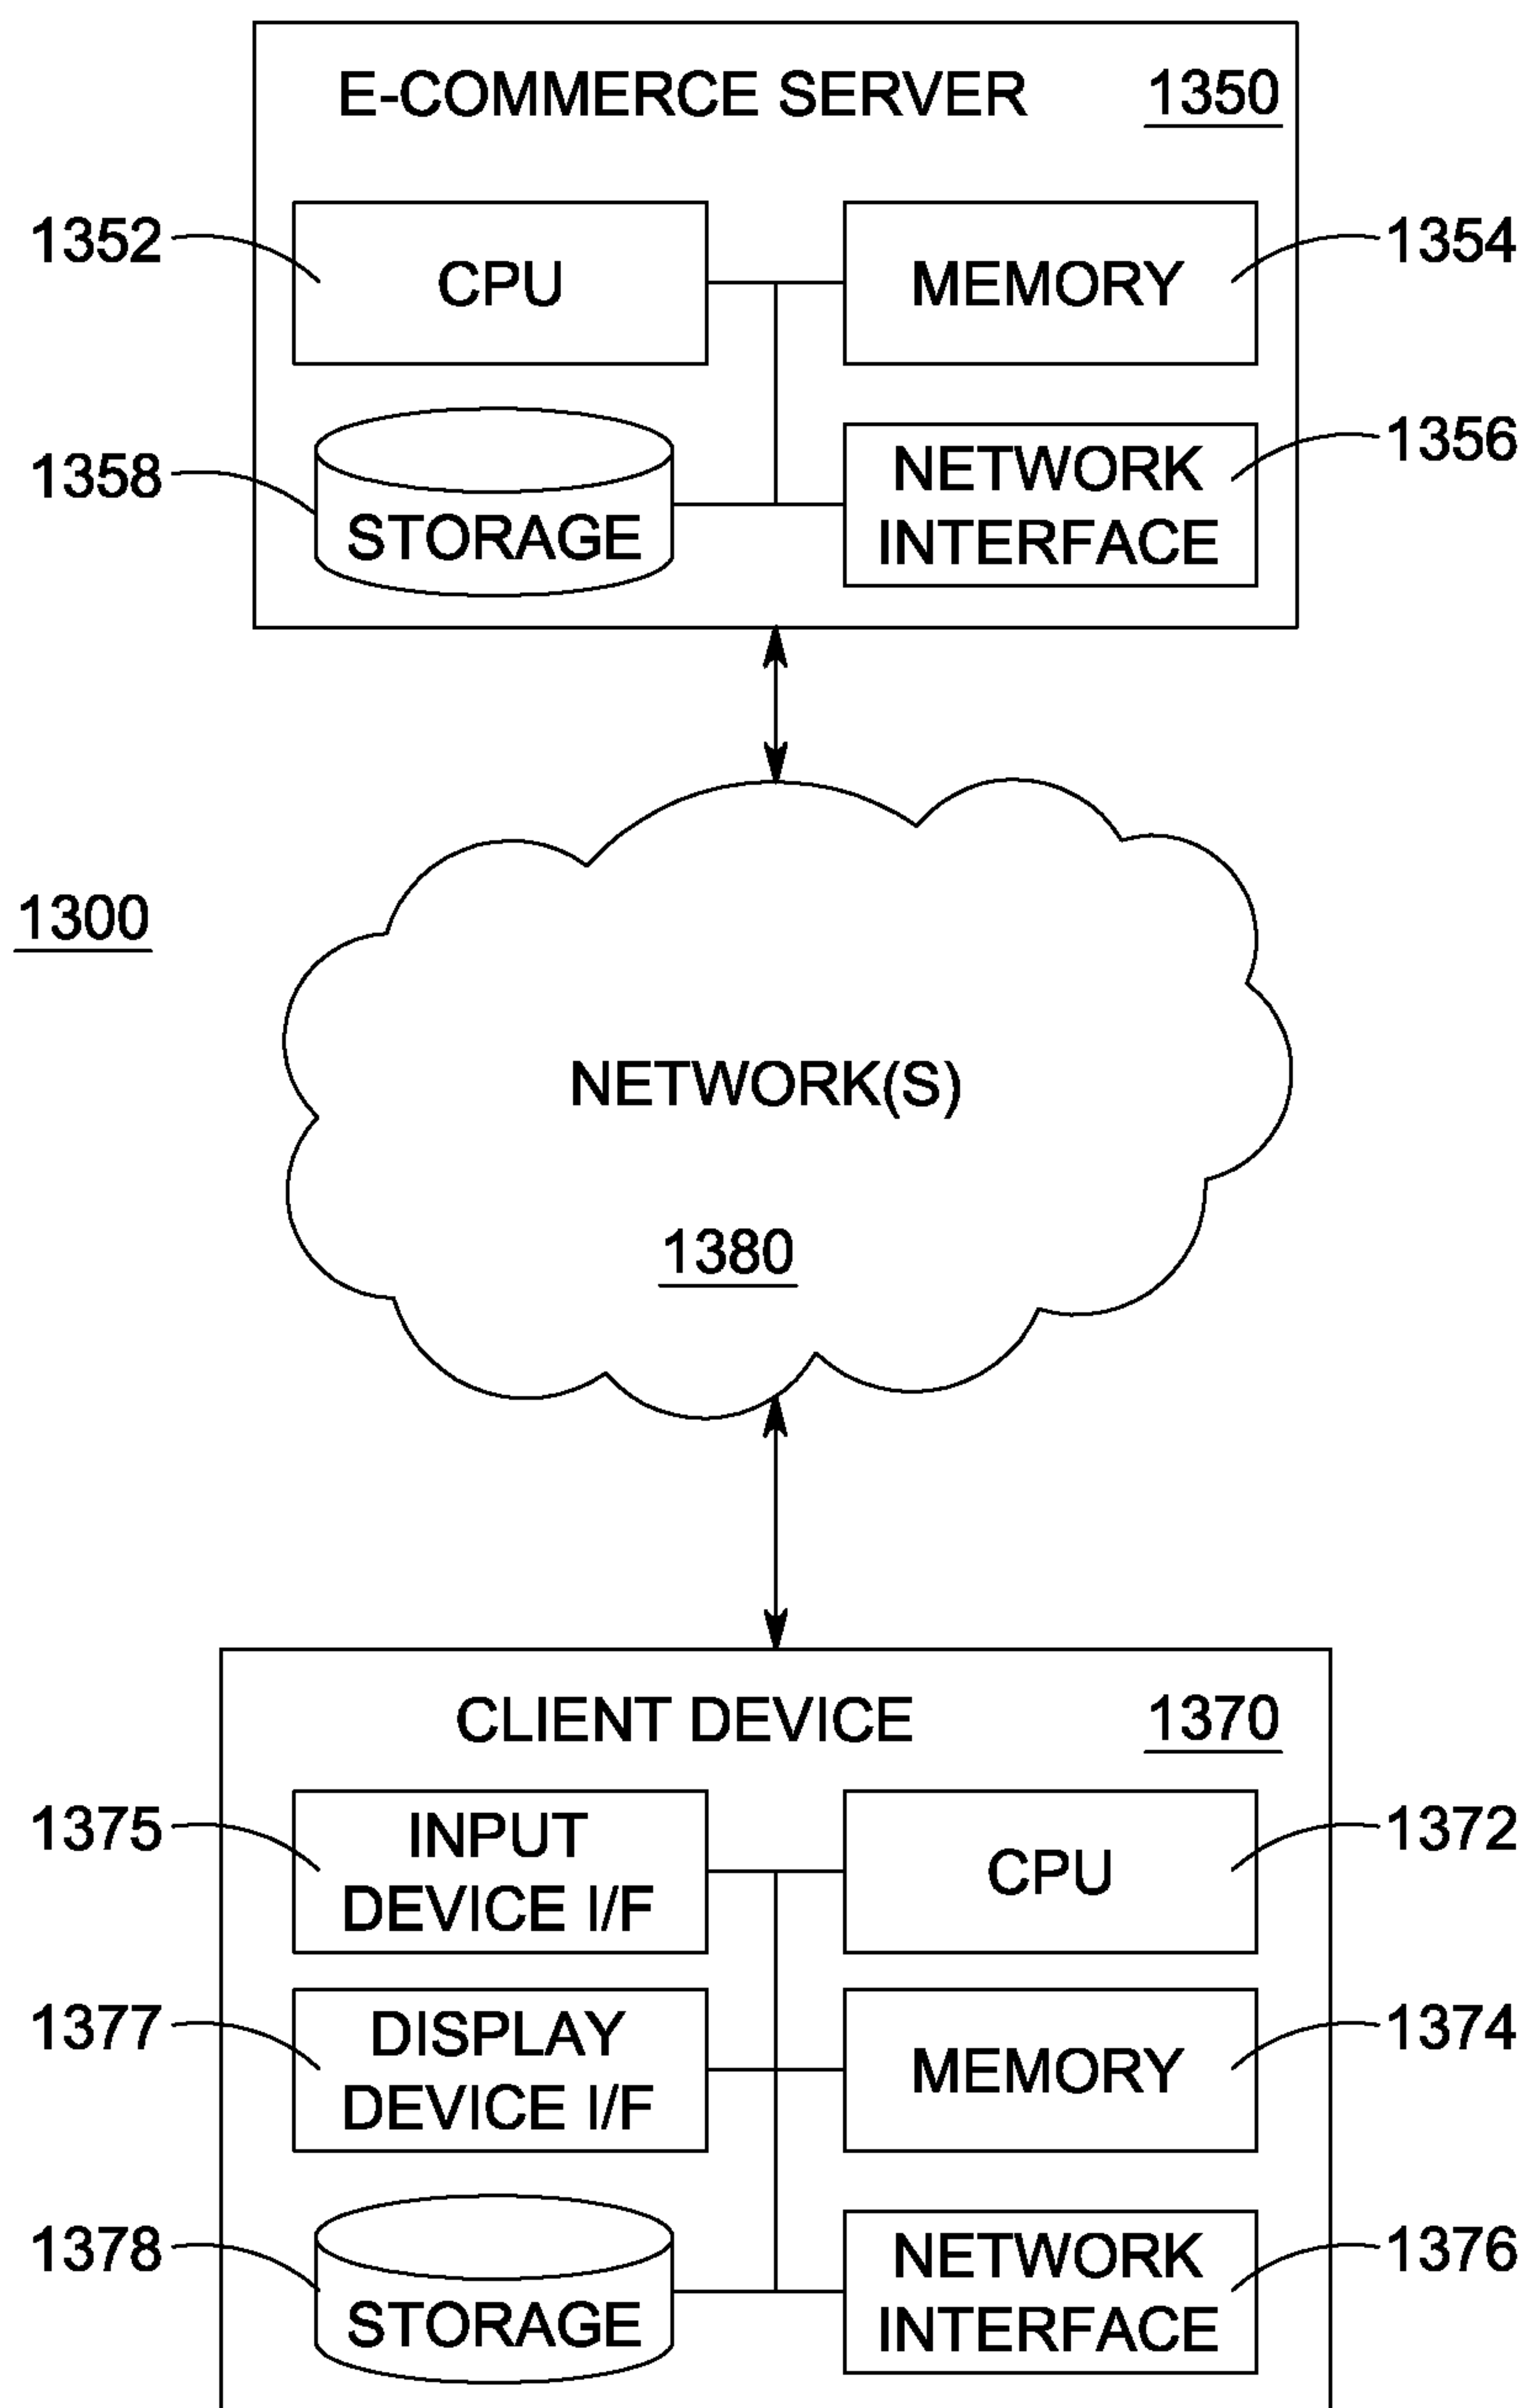 E-COMMERCE SERVER 1350
1352
CPU
MEMORY
1354
1358
STORAGE
NETWORK
INTERFACE
1356
1300
NETWORK(S)
1380
CLIENT DEVICE 1370
1375
INPUT
DEVICE I/F
CPU
1372
1377
DISPLAY
DEVICE I/F
MEMORY
1374
1378
STORAGE
NETWORK
INTERFACE
1376